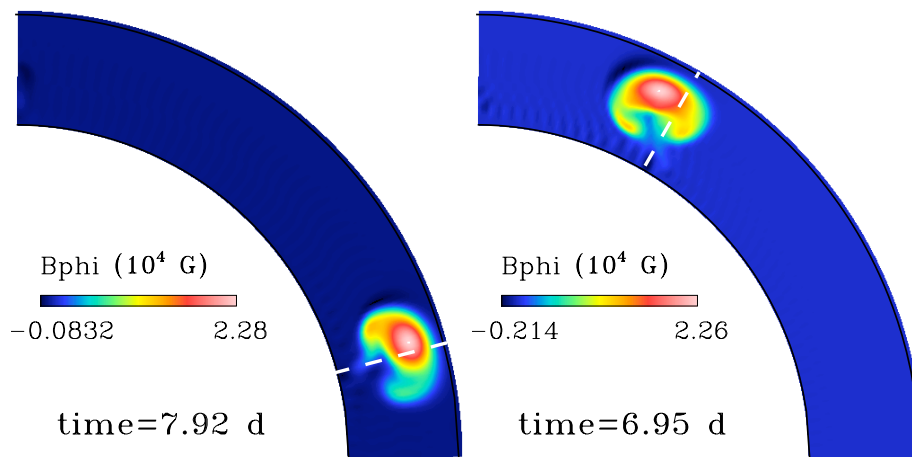 Bphi (10⁴ G)
−0.0832 2.28
time=7.92 d
Bphi (10⁴ G)
−0.214 2.26
time=6.95 d